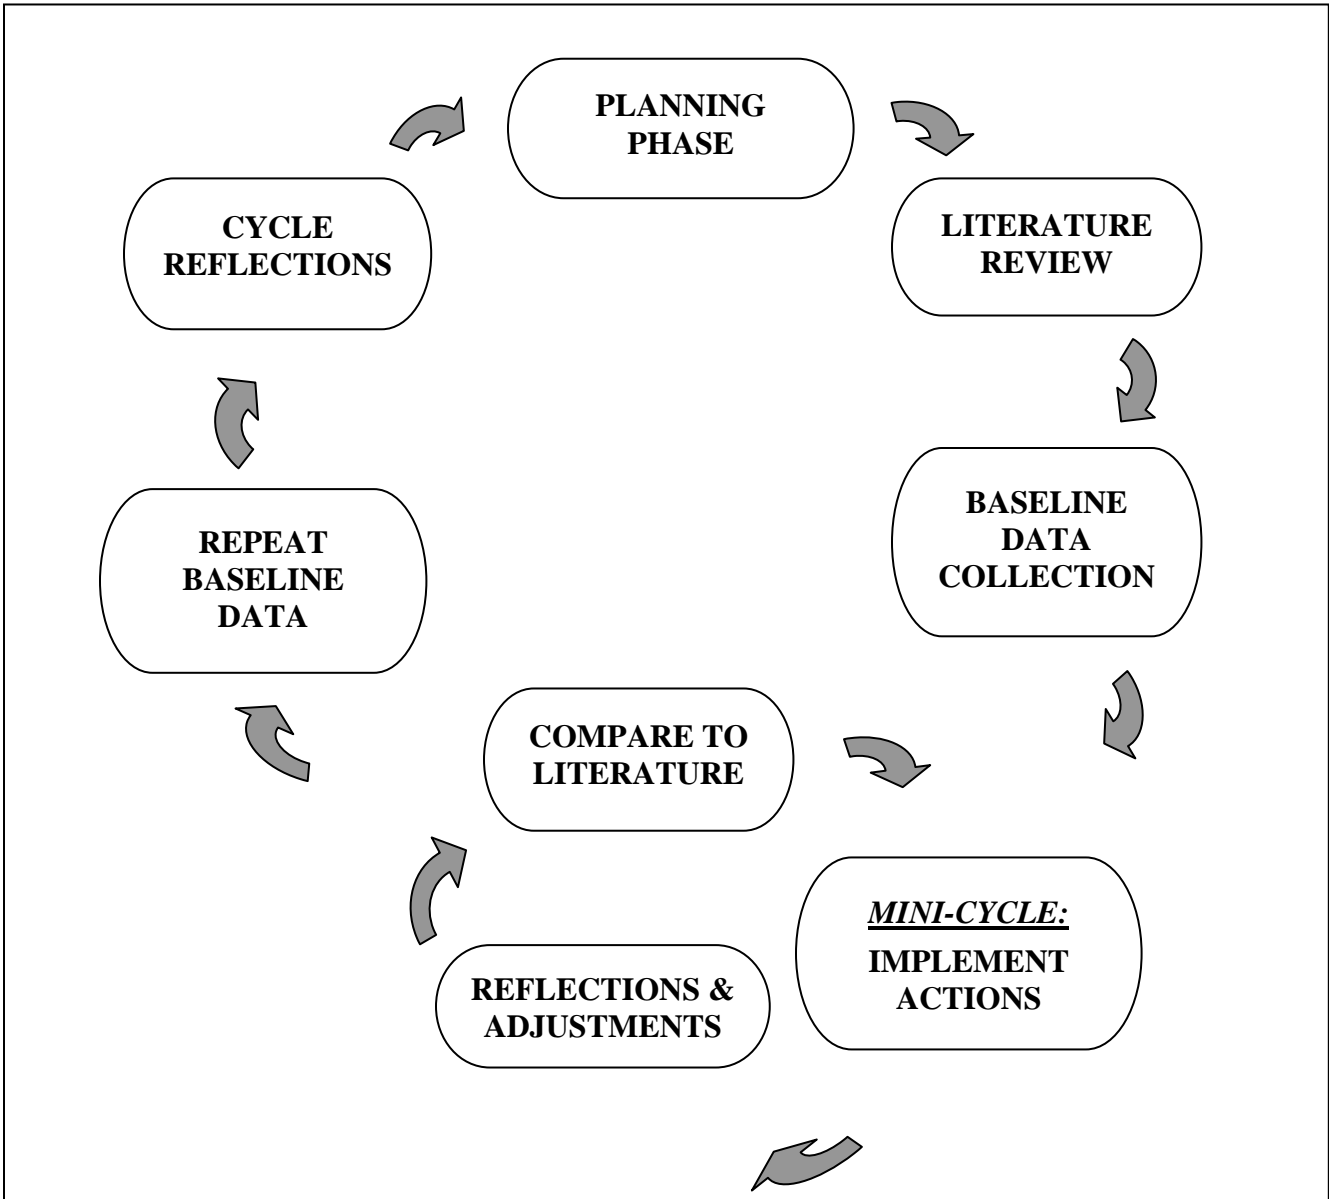 PLANNING
PHASE
LITERATURE
REVIEW
BASELINE
DATA
COLLECTION
MINI-CYCLE:
IMPLEMENT
ACTIONS
REFLECTIONS &
ADJUSTMENTS
COMPARE TO
LITERATURE
REPEAT
BASELINE
DATA
CYCLE
REFLECTIONS